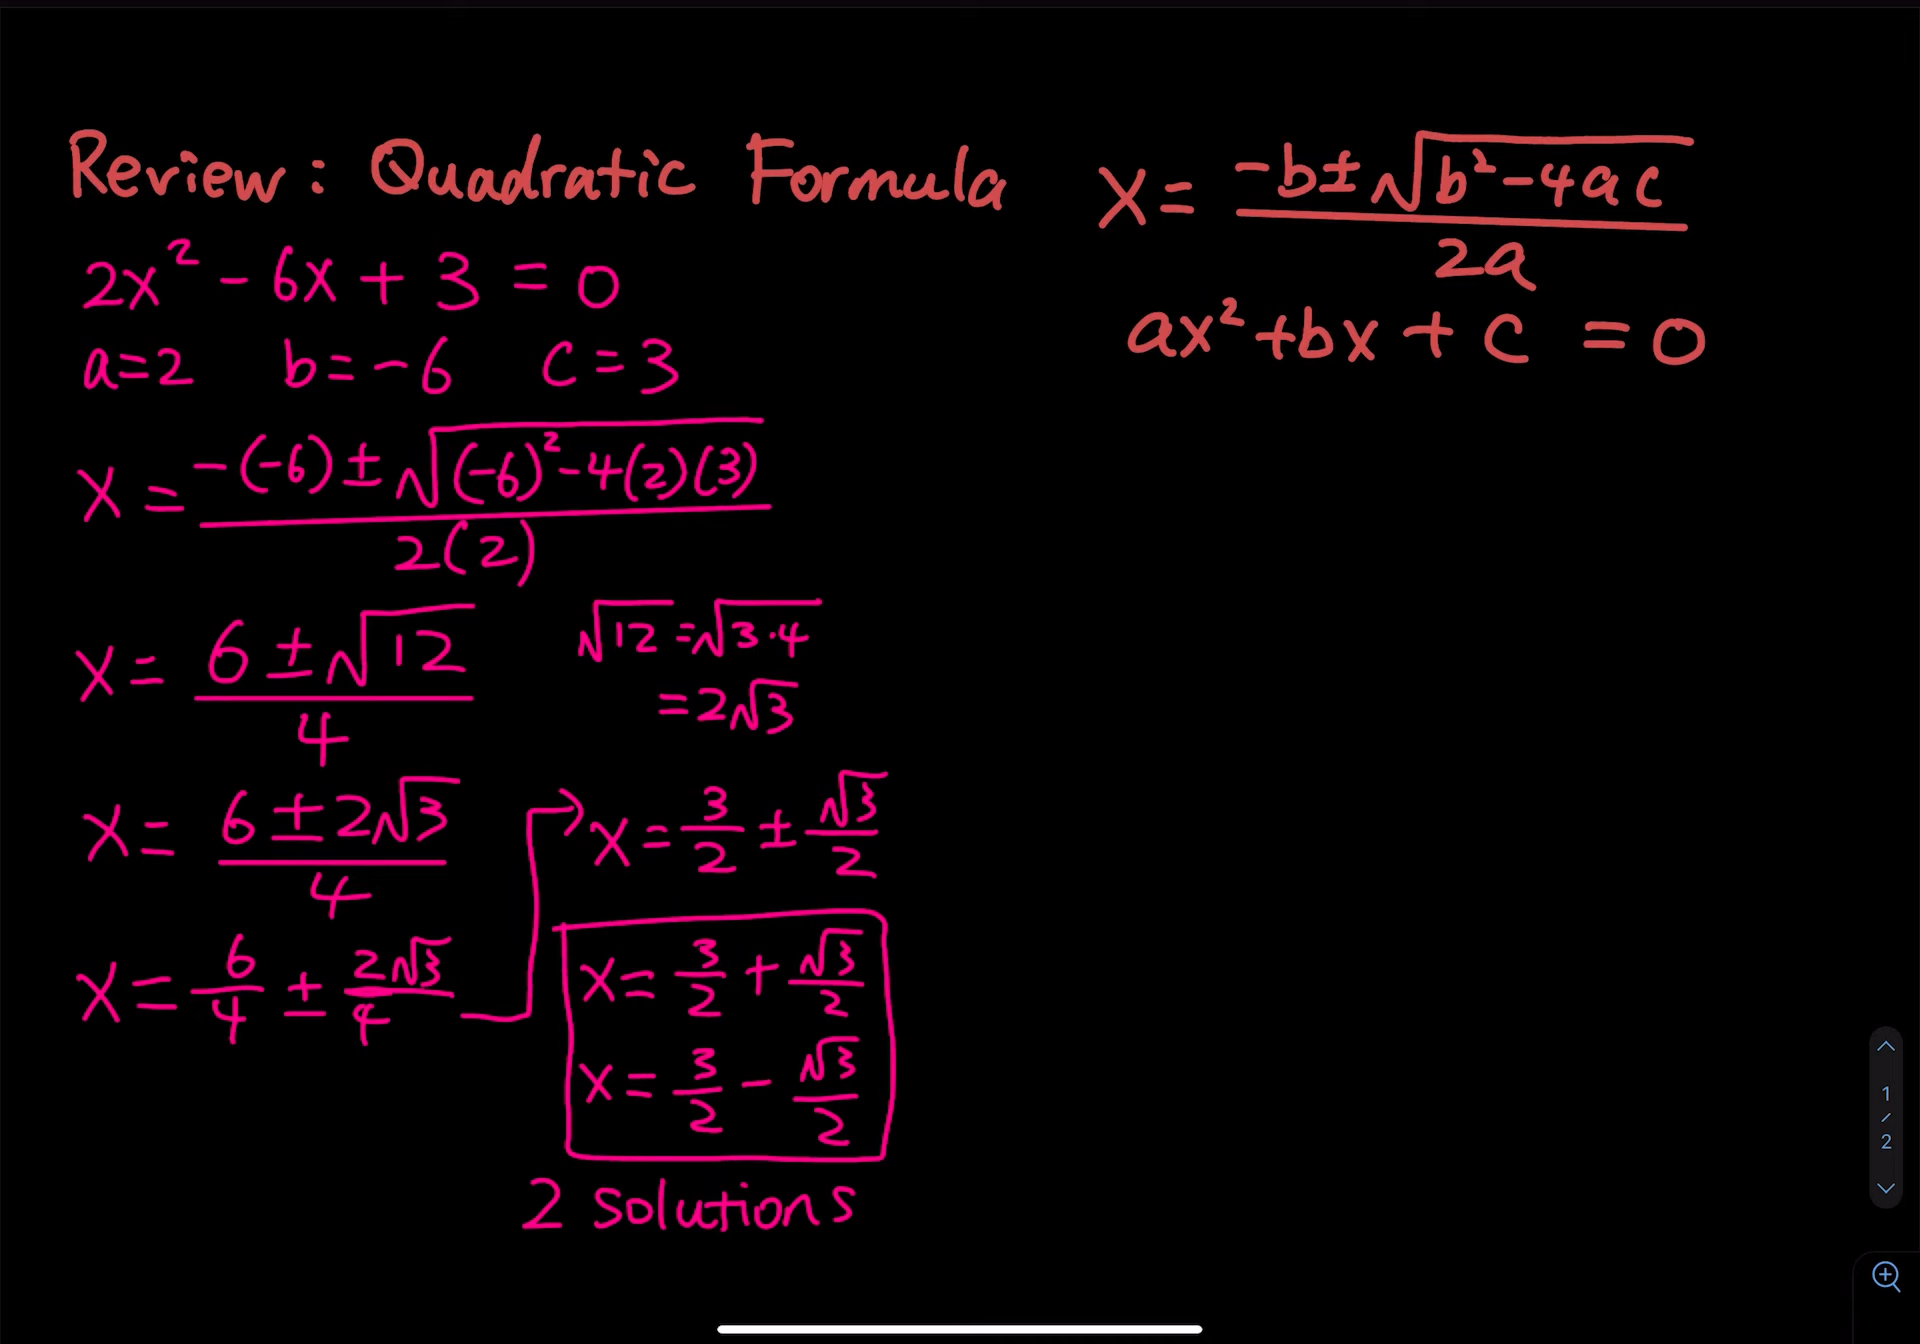 Review: Quadratic Formula
x = (-b ± √(b² - 4ac)) / 2a
ax² + bx + c = 0
2x² - 6x + 3 = 0
a=2 b=-6 c=3
x = (-(-6) ± √((-6)² - 4(2)(3))) / 2(2)
x = (6 ± √12) / 4
√12 = √3·4
= 2√3
x = (6 ± 2√3) / 4
x = 6/4 ± 2√3/4
x = 3/2 ± √3/2
x = 3/2 + √3/2
x = 3/2 - √3/2
2 solutions
1
/
2